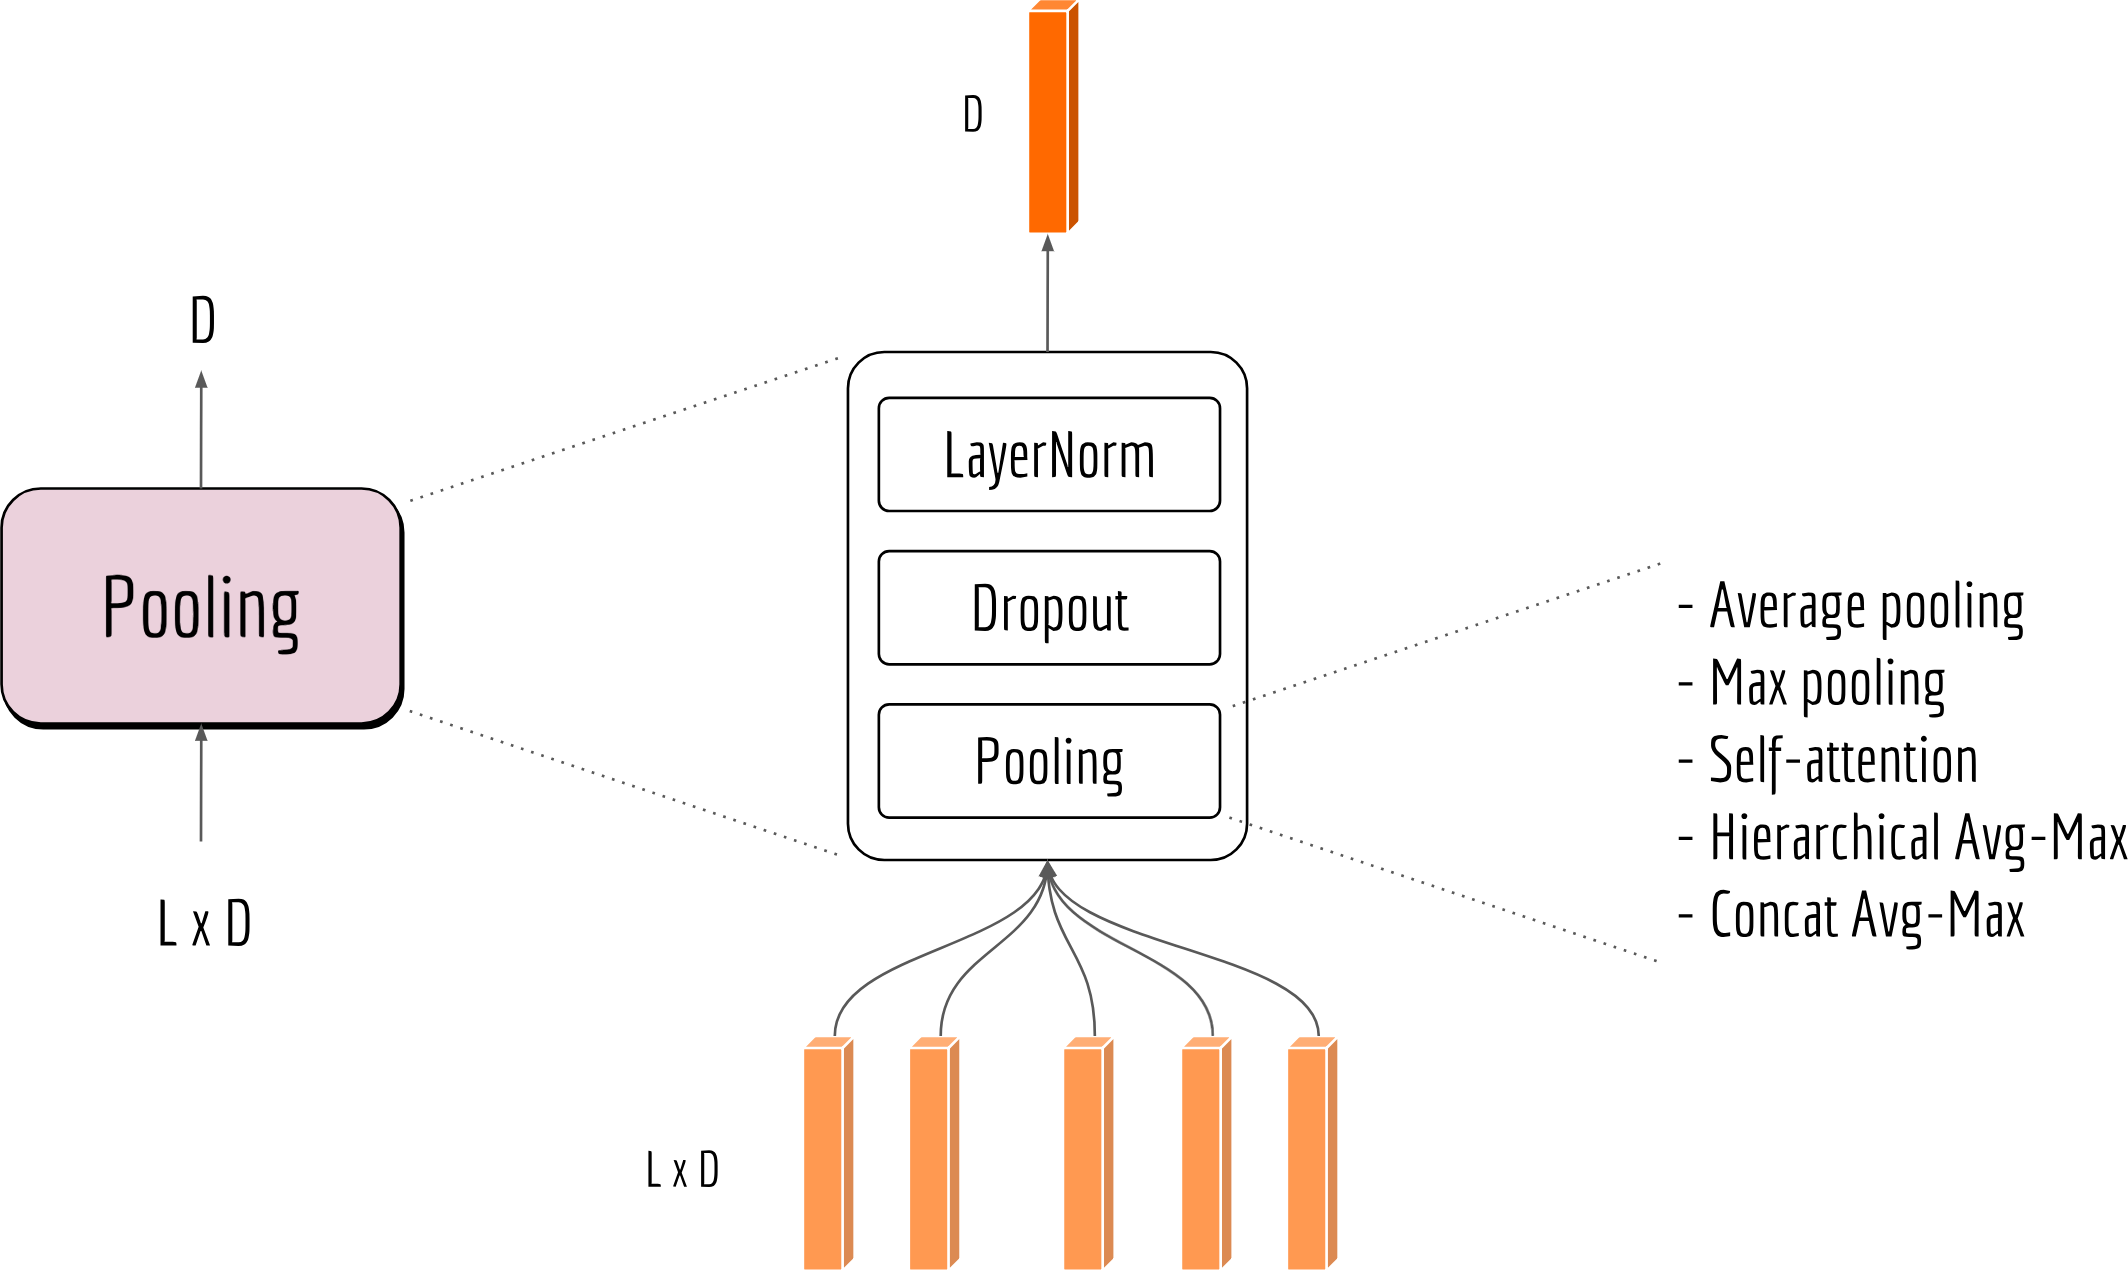 D
D
LayerNorm
Dropout
Pooling
Pooling
- Average pooling
- Max pooling
- Self-attention
- Hierarchical Avg-Max
- Concat Avg-Max
L x D
L x D